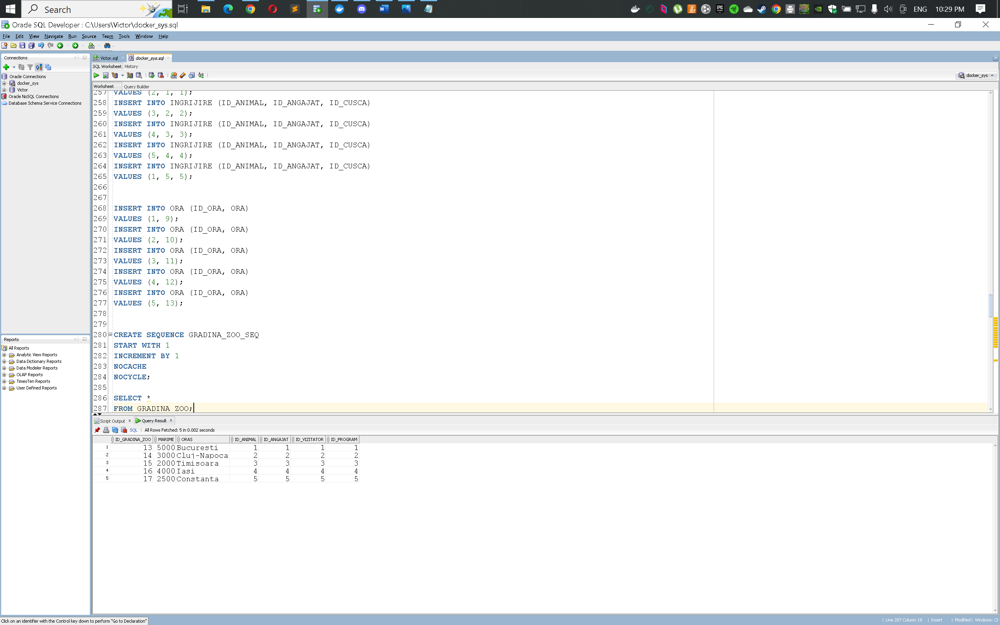 Search
ENG
10:29 PM
Oracle SQL Developer : C:\Users\Victor\docker_sys.sql
File Edit View Navigate Run Source Team Tools Window Help
Connections
Oracle Connections
docker_sys
Victor
Oracle NoSQL Connections
Database Schema Service Connections
Reports
All Reports
Analytic View Reports
Data Dictionary Reports
Data Modeler Reports
OLAP Reports
TimesTen Reports
User Defined Reports
Victor.sql docker_sys.sql
SQL Worksheet History
docker_sys
Worksheet Query Builder
257 VALUES (2, 1, 1);
258 INSERT INTO INGRIJIRE (ID_ANIMAL, ID_ANGAJAT, ID_CUSCA)
259 VALUES (3, 2, 2);
260 INSERT INTO INGRIJIRE (ID_ANIMAL, ID_ANGAJAT, ID_CUSCA)
261 VALUES (4, 3, 3);
262 INSERT INTO INGRIJIRE (ID_ANIMAL, ID_ANGAJAT, ID_CUSCA)
263 VALUES (5, 4, 4);
264 INSERT INTO INGRIJIRE (ID_ANIMAL, ID_ANGAJAT, ID_CUSCA)
265 VALUES (1, 5, 5);
266
267
268 INSERT INTO ORA (ID_ORA, ORA)
269 VALUES (1, 9);
270 INSERT INTO ORA (ID_ORA, ORA)
271 VALUES (2, 10);
272 INSERT INTO ORA (ID_ORA, ORA)
273 VALUES (3, 11);
274 INSERT INTO ORA (ID_ORA, ORA)
275 VALUES (4, 12);
276 INSERT INTO ORA (ID_ORA, ORA)
277 VALUES (5, 13);
278
279
280 CREATE SEQUENCE GRADINA_ZOO_SEQ
281 START WITH 1
282 INCREMENT BY 1
283 NOCACHE
284 NOCYCLE;
285
286 SELECT *
287 FROM GRADINA_ZOO;
Script Output Query Result
SQL All Rows Fetched: 5 in 0.002 seconds
ID_GRADINA_ZOO MARIME ORAS ID_ANIMAL ID_ANGAJAT ID_VIZITATOR ID_PROGRAM
1 13 5000 Bucuresti 1 1 1 1
2 14 3000 Cluj-Napoca 2 2 2 2
3 15 2000 Timisoara 3 3 3 3
4 16 4000 Iasi 4 4 4 4
5 17 2500 Constanta 5 5 5 5
Click on an identifier with the Control key down to perform "Go to Declaration"
Line 287 Column 18 Insert Modified Windows: